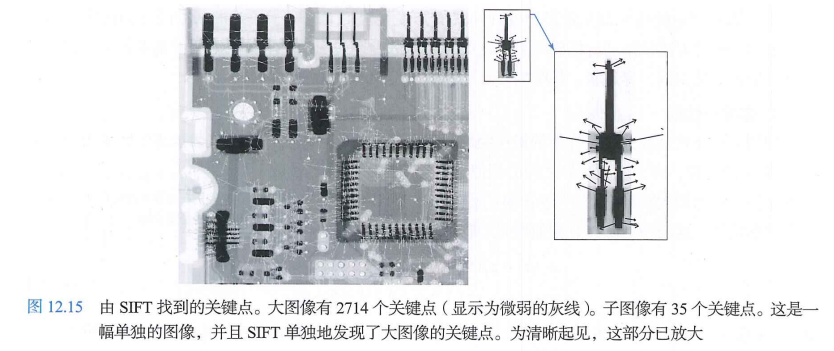 图 12.15 由 SIFT 找到的关键点。大图像有 2714 个关键点（显示为微弱的灰线）。子图像有 35 个关键点。这是一
幅单独的图像，并且 SIFT 单独地发现了大图像的关键点。为清晰起见，这部分已放大